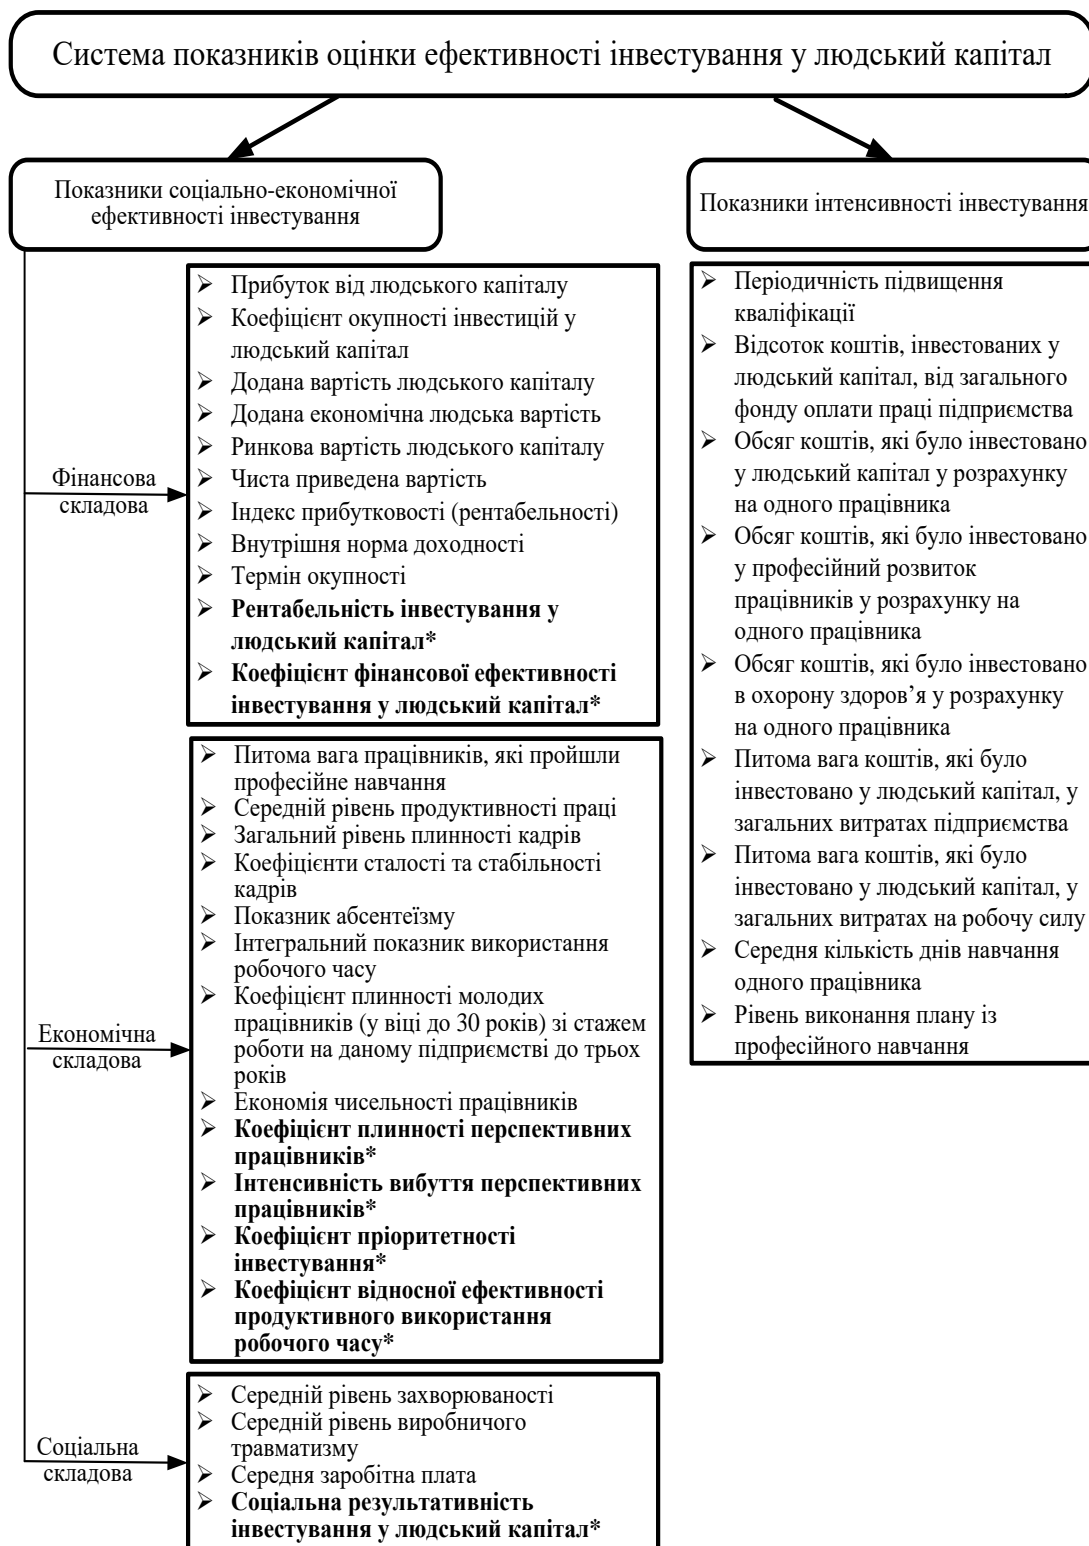 Система показників оцінки ефективності інвестування у людський капітал
Показники соціально-економічної
ефективності інвестування
Фінансова
складова
➢ Прибуток від людського капіталу
➢ Коефіцієнт окупності інвестицій у
людський капітал
➢ Додана вартість людського капіталу
➢ Додана економічна людська вартість
➢ Ринкова вартість людського капіталу
➢ Чиста приведена вартість
➢ Індекс прибутковості (рентабельності)
➢ Внутрішня норма доходності
➢ Термін окупності
➢ Рентабельність інвестування у
людський капітал*
➢ Коефіцієнт фінансової ефективності
інвестування у людський капітал*
Економічна
складова
➢ Питома вага працівників, які пройшли
професійне навчання
➢ Середній рівень продуктивності праці
➢ Загальний рівень плинності кадрів
➢ Коефіцієнти сталості та стабільності
кадрів
➢ Показник абсентеїзму
➢ Інтегральний показник використання
робочого часу
➢ Коефіцієнт плинності молодих
працівників (у віці до 30 років) зі стажем
роботи на даному підприємстві до трьох
років
➢ Економія чисельності працівників
➢ Коефіцієнт плинності перспективних
працівників*
➢ Інтенсивність вибуття перспективних
працівників*
➢ Коефіцієнт пріоритетності
інвестування*
➢ Коефіцієнт відносної ефективності
продуктивного використання
робочого часу*
Соціальна
складова
➢ Середній рівень захворюваності
➢ Середній рівень виробничого
травматизму
➢ Середня заробітна плата
➢ Соціальна результативність
інвестування у людський капітал*
Показники інтенсивності інвестування
➢ Періодичність підвищення
кваліфікації
➢ Відсоток коштів, інвестованих у
людський капітал, від загального
фонду оплати праці підприємства
➢ Обсяг коштів, які було інвестовано
у людський капітал у розрахунку
на одного працівника
➢ Обсяг коштів, які було інвестовано
у професійний розвиток
працівників у розрахунку на
одного працівника
➢ Обсяг коштів, які було інвестовано
в охорону здоров’я у розрахунку
на одного працівника
➢ Питома вага коштів, які було
інвестовано у людський капітал, у
загальних витратах підприємства
➢ Питома вага коштів, які було
інвестовано у людський капітал, у
загальних витратах на робочу силу
➢ Середня кількість днів навчання
одного працівника
➢ Рівень виконання плану із
професійного навчання